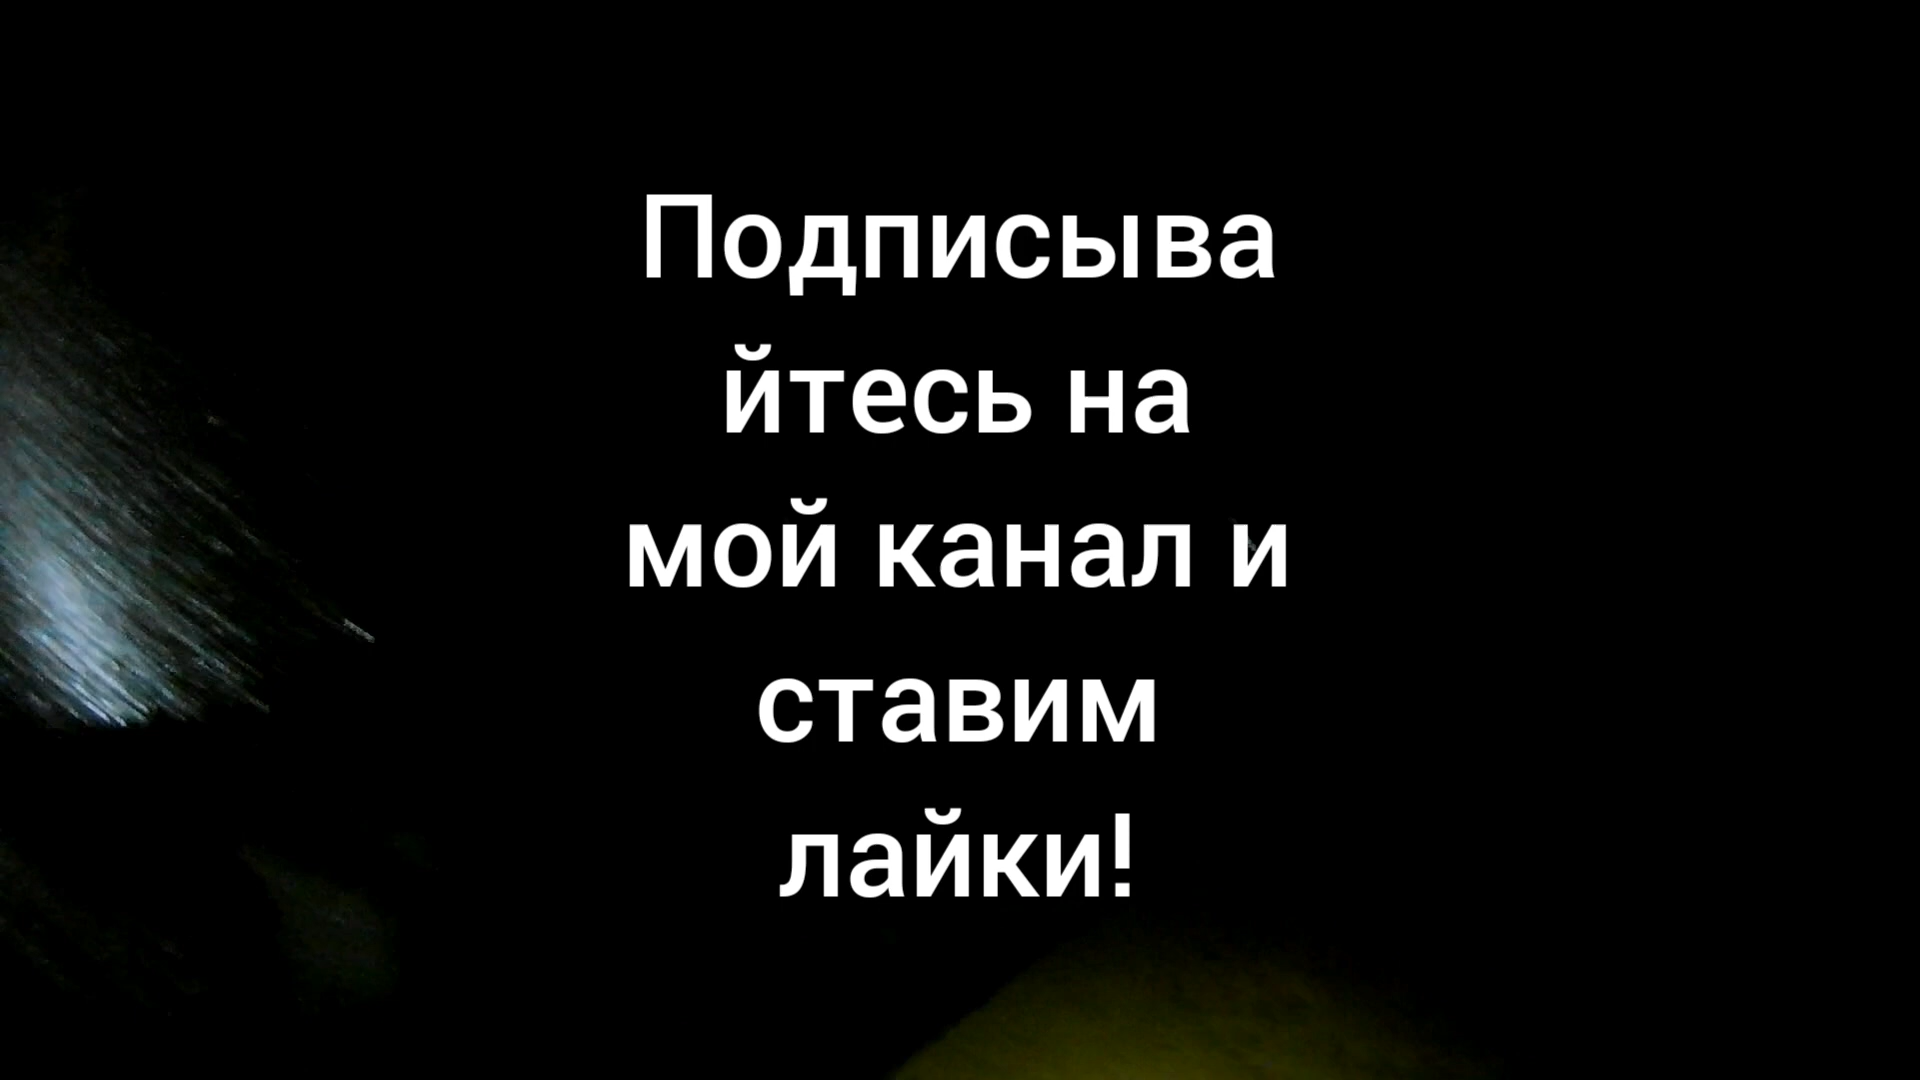 Подписыва
йтесь на
мой канал и
ставим
лайки!